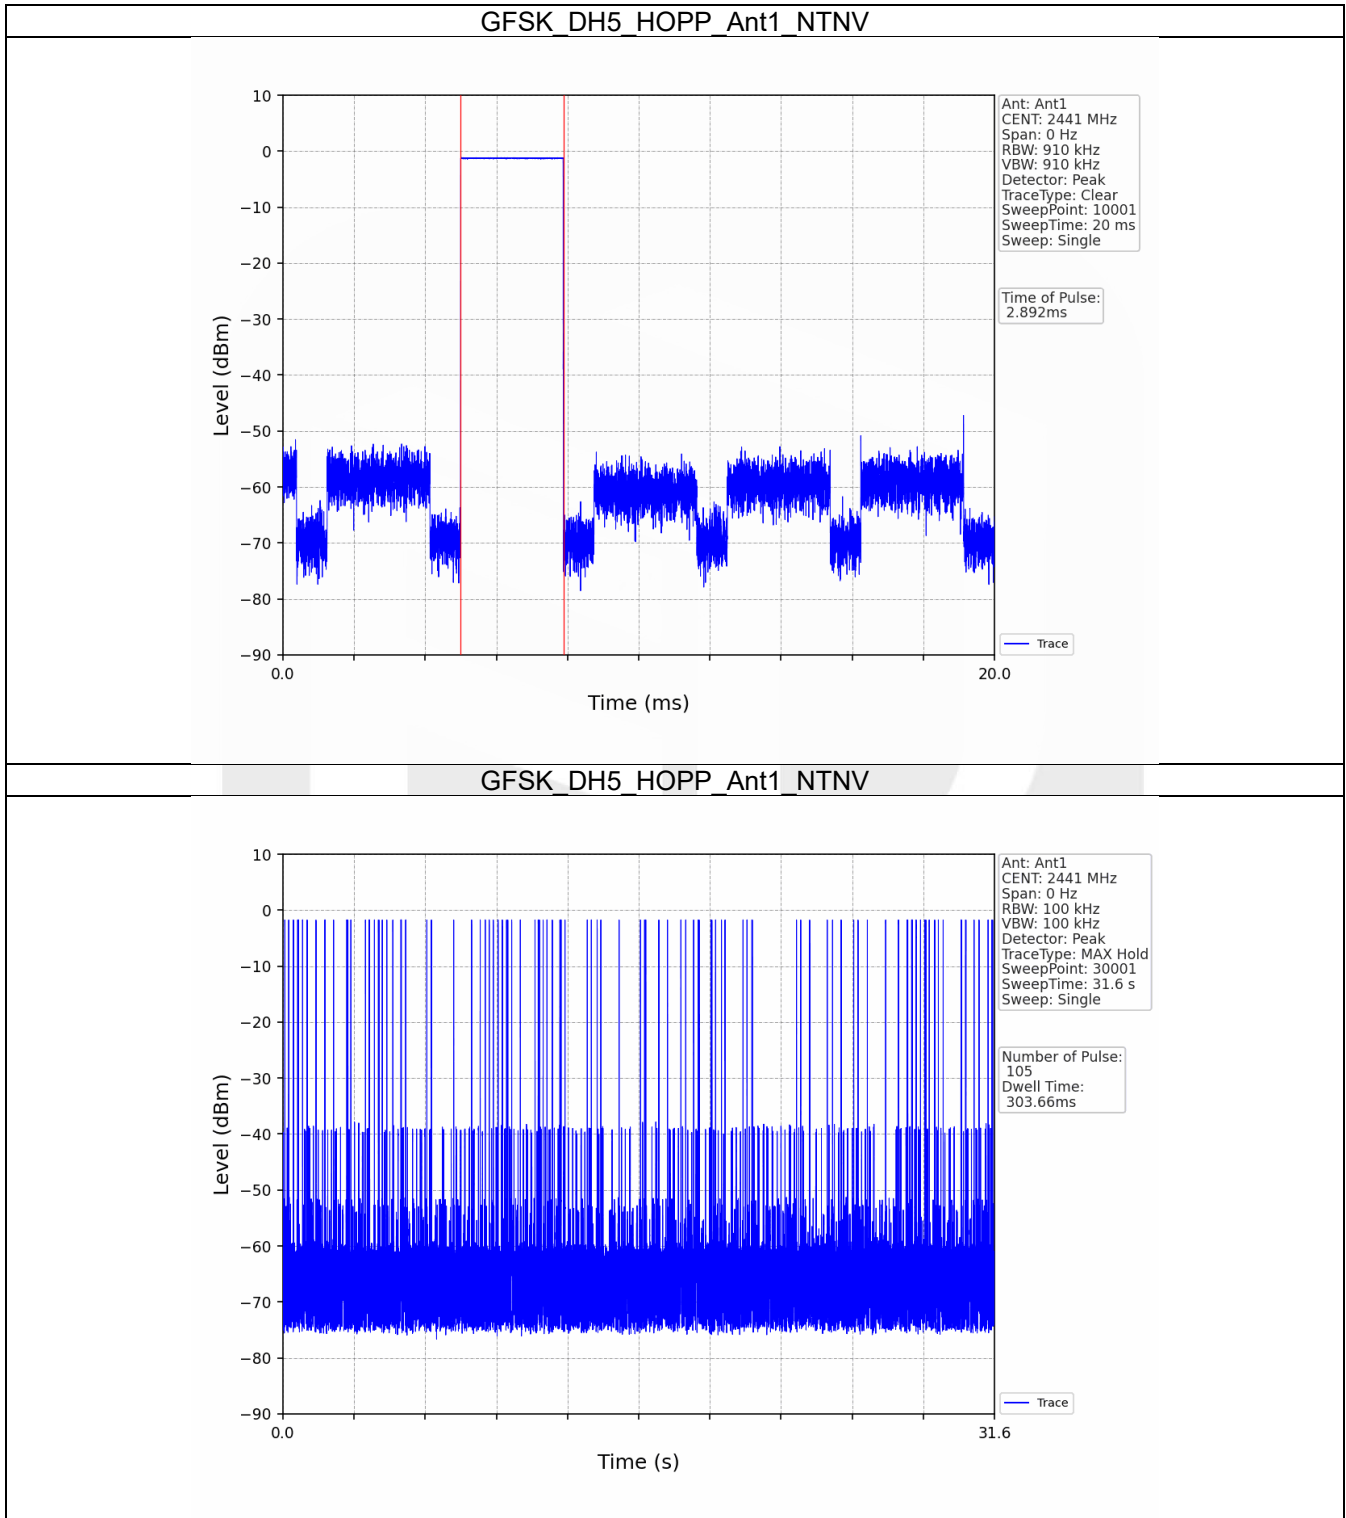 GFSK_DH5_HOPP_Ant1_NTNV
10
0
−10
−20
−30
−40
−50
−60
−70
−80
−90
Level (dBm)
0.0
20.0
Time (ms)
Ant: Ant1
CENT: 2441 MHz
Span: 0 Hz
RBW: 910 kHz
VBW: 910 kHz
Detector: Peak
TraceType: Clear
SweepPoint: 10001
SweepTime: 20 ms
Sweep: Single
Time of Pulse:
2.892ms
Trace
GFSK_DH5_HOPP_Ant1_NTNV
10
0
−10
−20
−30
−40
−50
−60
−70
−80
−90
Level (dBm)
0.0
31.6
Time (s)
Ant: Ant1
CENT: 2441 MHz
Span: 0 Hz
RBW: 100 kHz
VBW: 100 kHz
Detector: Peak
TraceType: MAX Hold
SweepPoint: 30001
SweepTime: 31.6 s
Sweep: Single
Number of Pulse:
105
Dwell Time:
303.66ms
Trace